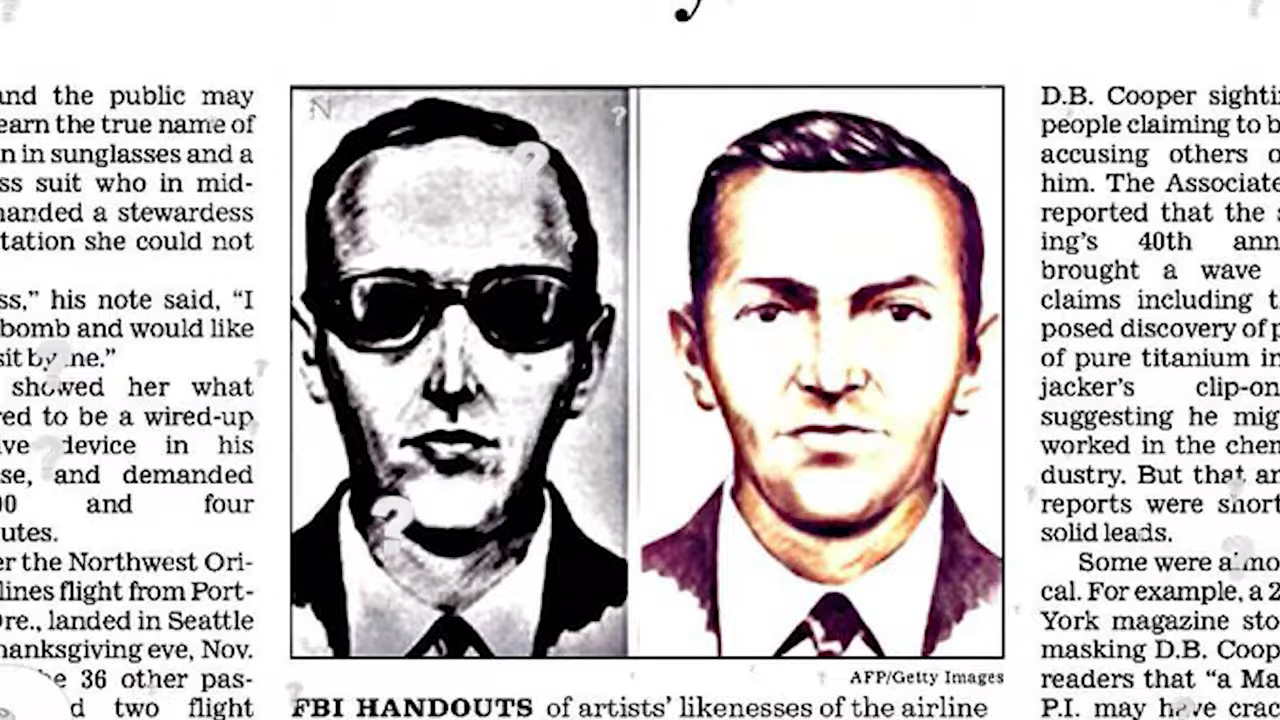 and the public may
earn the true name of
n in sunglasses and a
ss suit who in mid-
handed a stewardess
tation she could not
ss,” his note said, “I
bomb and would like
sit by me.”
showed her what
red to be a wired-up
ive device in his
se, and demanded
00 and four
utes.
er the Northwest Ori-
lines flight from Port-
Ore., landed in Seattle
hanksgiving eve, Nov.
he 36 other pas-
d two flight
y
N
AFP/Getty Images
FBI HANDOUTS of artists’ likenesses of the airline
D.B. Cooper sighti
people claiming to b
accusing others o
him. The Associate
reported that the s
ing’s 40th ann
brought a wave
claims including t
posed discovery of p
of pure titanium in
jacker’s clip-on
suggesting he mig
worked in the chem
dustry. But that an
reports were short
solid leads.
Some were almo
cal. For example, a 2
York magazine sto
masking D.B. Coop
readers that “a Ma
P.I. may have crac